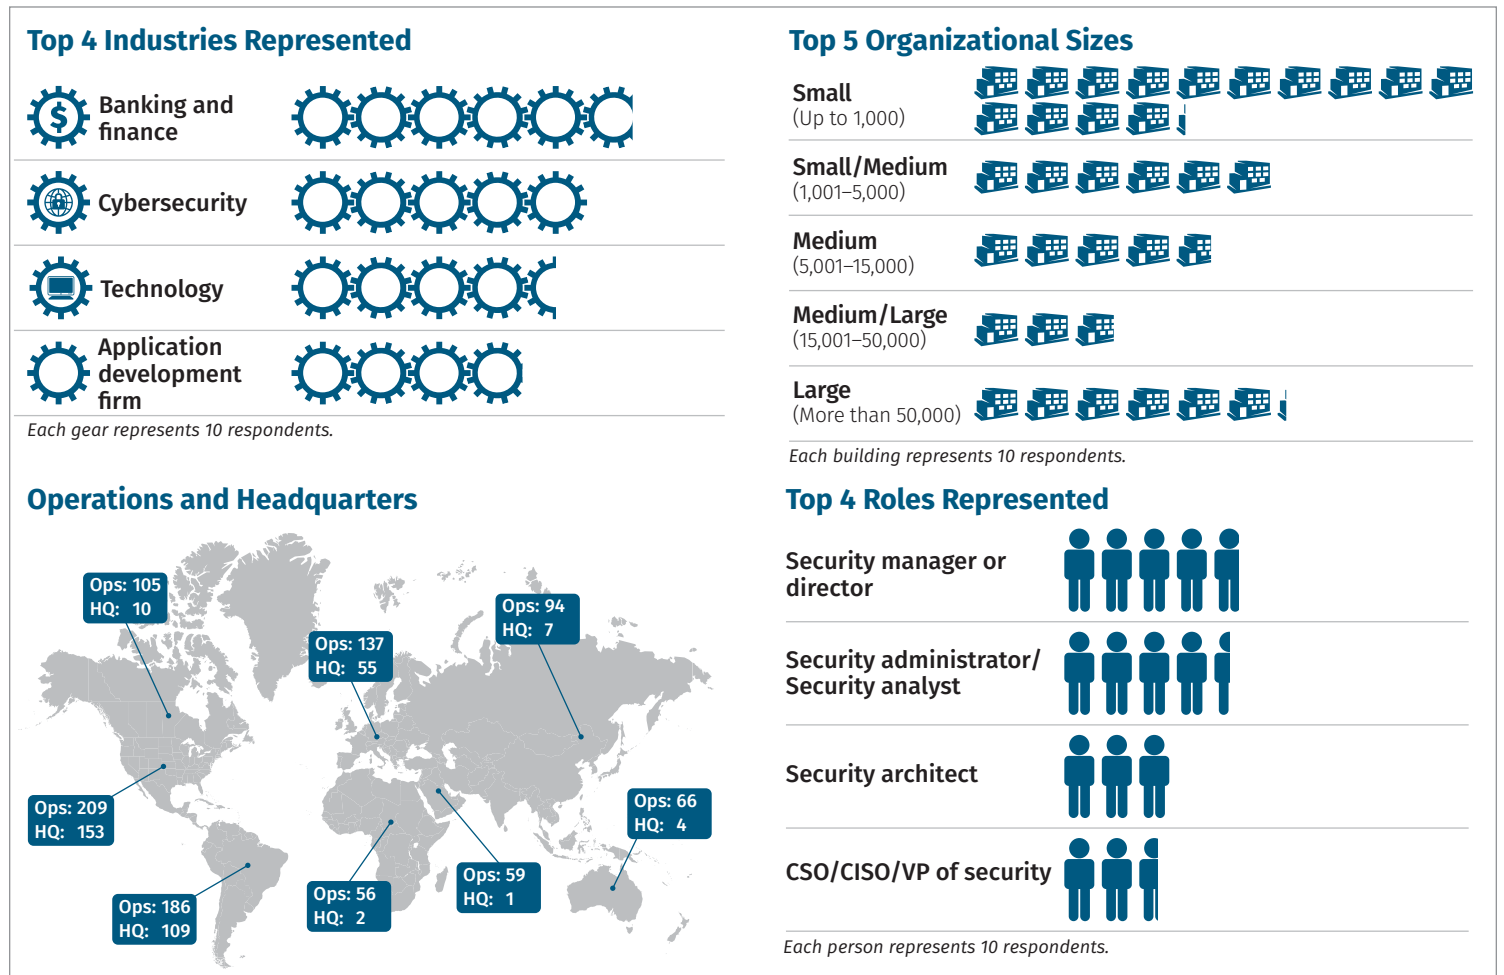 Top 4 Industries Represented
$
Banking and
finance
Cybersecurity
Technology
Application
development
firm
Each gear represents 10 respondents.
Top 5 Organizational Sizes
Small
(Up to 1,000)
Small/Medium
(1,001–5,000)
Medium
(5,001–15,000)
Medium/Large
(15,001–50,000)
Large
(More than 50,000)
Each building represents 10 respondents.
Operations and Headquarters
Ops: 105
HQ: 10
Ops: 137
HQ: 55
Ops: 94
HQ: 7
Ops: 209
HQ: 153
Ops: 66
HQ: 4
Ops: 186
HQ: 109
Ops: 56
HQ: 2
Ops: 59
HQ: 1
Top 4 Roles Represented
Security manager or
director
Security administrator/
Security analyst
Security architect
CSO/CISO/VP of security
Each person represents 10 respondents.